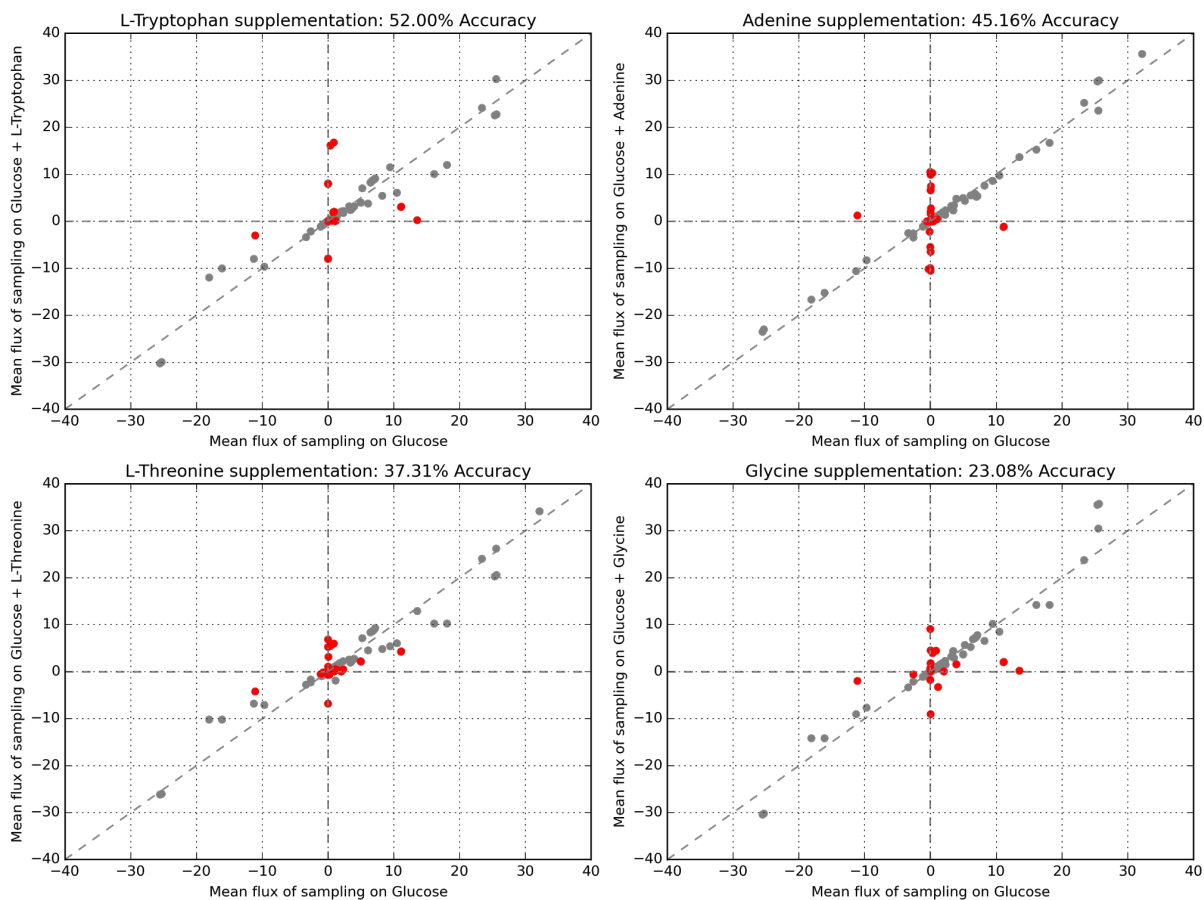 L-Tryptophan supplementation: 52.00% Accuracy
Mean flux of sampling on Glucose + L-Tryptophan
40
30
20
10
0
−10
−20
−30
−40
−40 −30 −20 −10 0 10 20 30 40
Mean flux of sampling on Glucose
Adenine supplementation: 45.16% Accuracy
Mean flux of sampling on Glucose + Adenine
40
30
20
10
0
−10
−20
−30
−40
−40 −30 −20 −10 0 10 20 30 40
Mean flux of sampling on Glucose
L-Threonine supplementation: 37.31% Accuracy
Mean flux of sampling on Glucose + L-Threonine
40
30
20
10
0
−10
−20
−30
−40
−40 −30 −20 −10 0 10 20 30 40
Mean flux of sampling on Glucose
Glycine supplementation: 23.08% Accuracy
Mean flux of sampling on Glucose + Glycine
40
30
20
10
0
−10
−20
−30
−40
−40 −30 −20 −10 0 10 20 30 40
Mean flux of sampling on Glucose